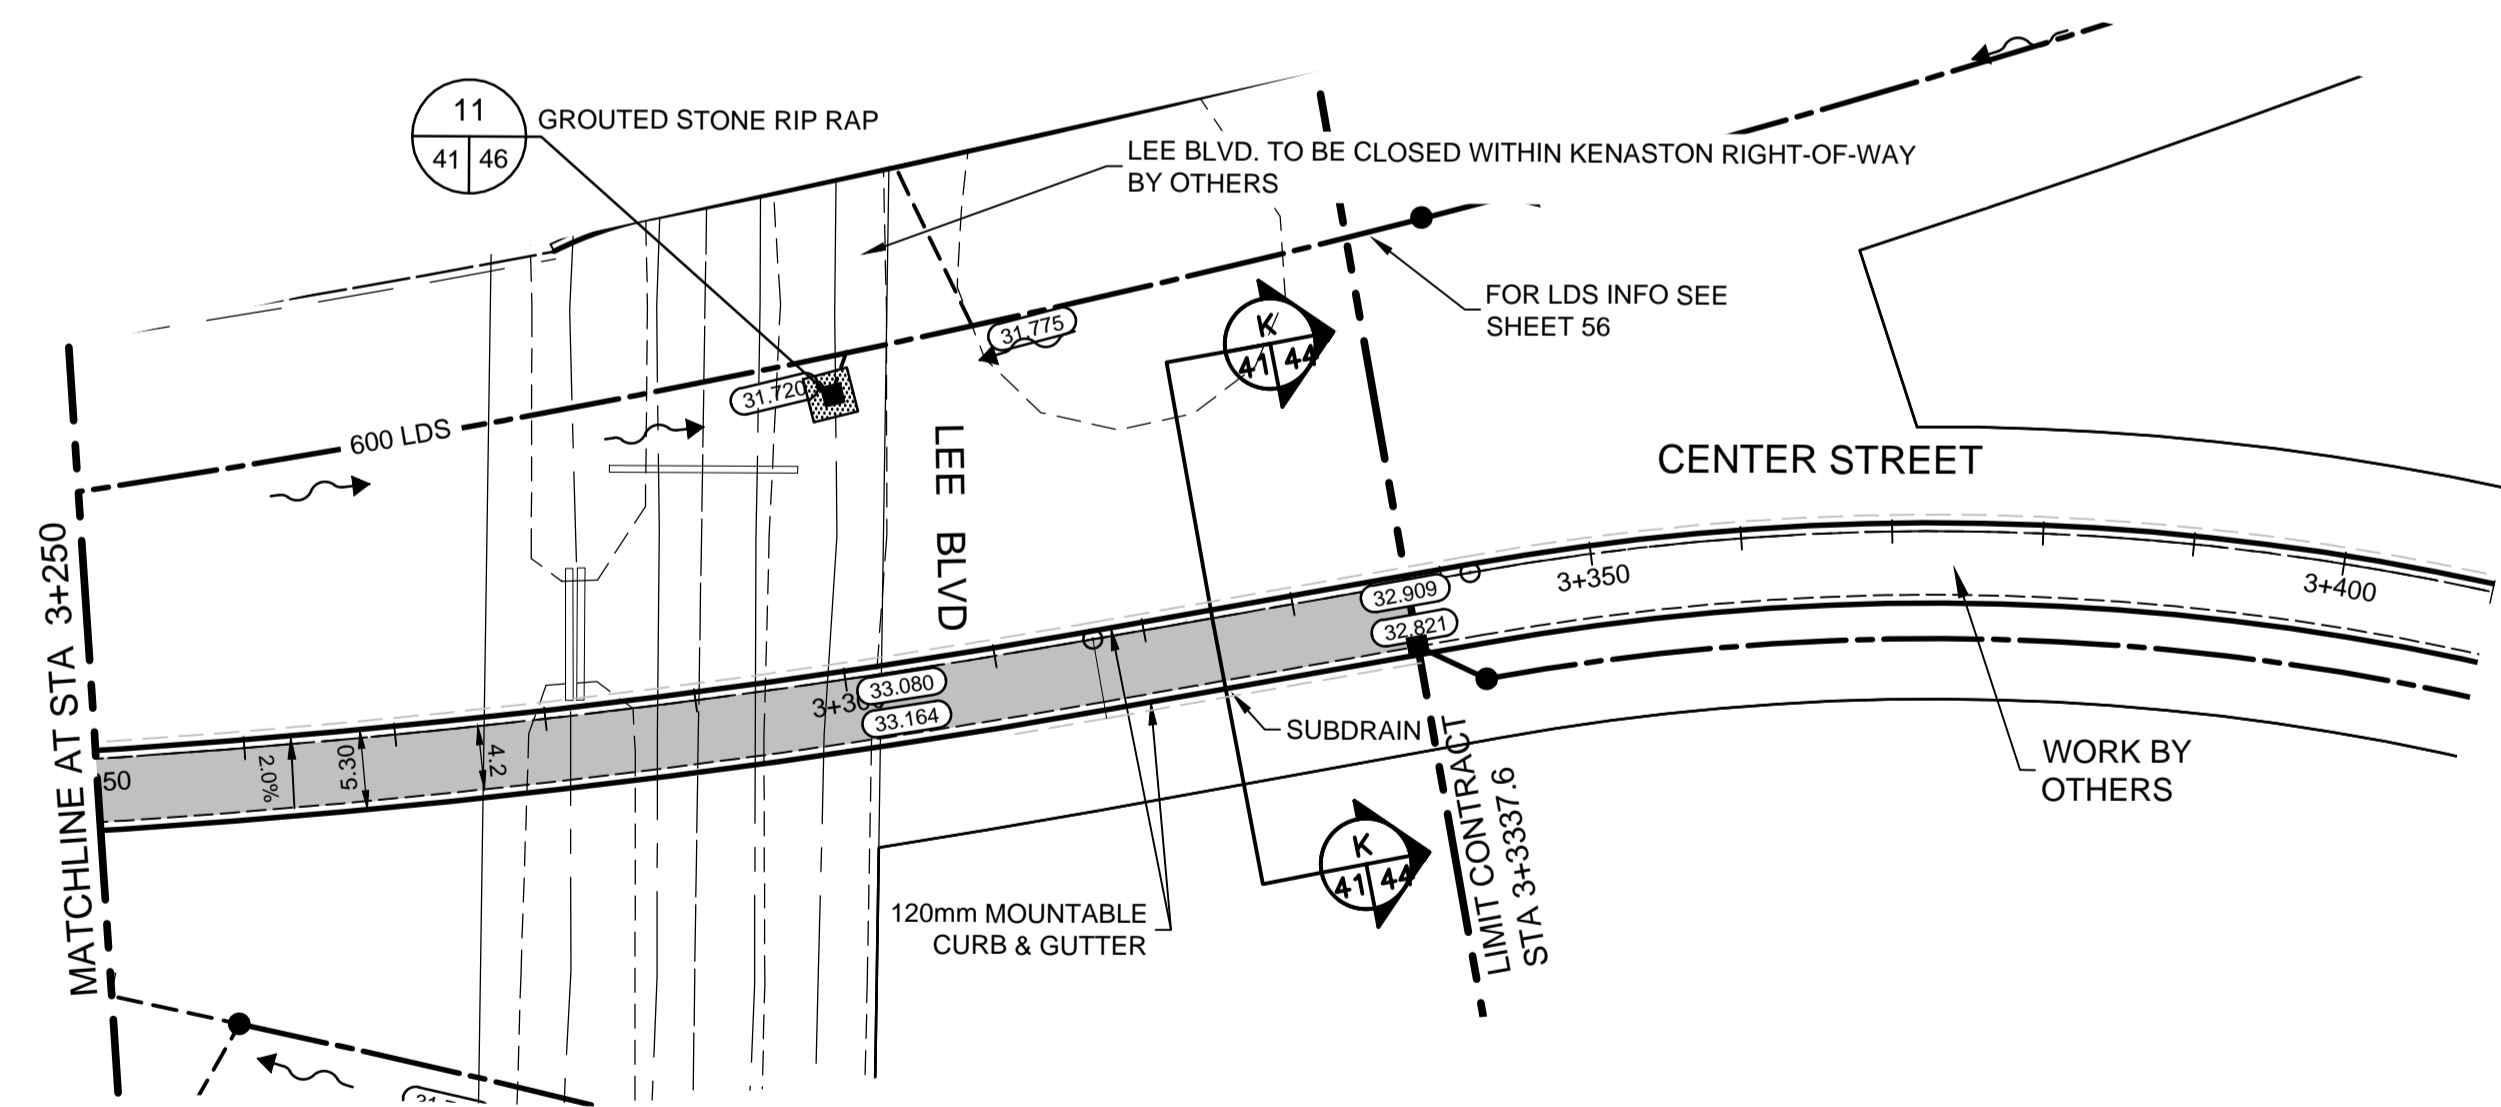 11
41 46
GROUTED STONE RIP RAP
LEE BLVD. TO BE CLOSED WITHIN KENASTON RIGHT-OF-WAY
BY OTHERS
FOR LDS INFO SEE
SHEET 56
31.775
K
41 44
31.720
600 LDS
LEE BLVD
CENTER STREET
MATCHLINE AT STA 3+250
3+350
3+400
32.909
32.821
33.080
33.164
50
2.0%
5.30
4.2
SUBDRAIN
WORK BY
OTHERS
LIMIT CONTRACT
STA 3+3337.6
K
41 44
120mm MOUNTABLE
CURB & GUTTER